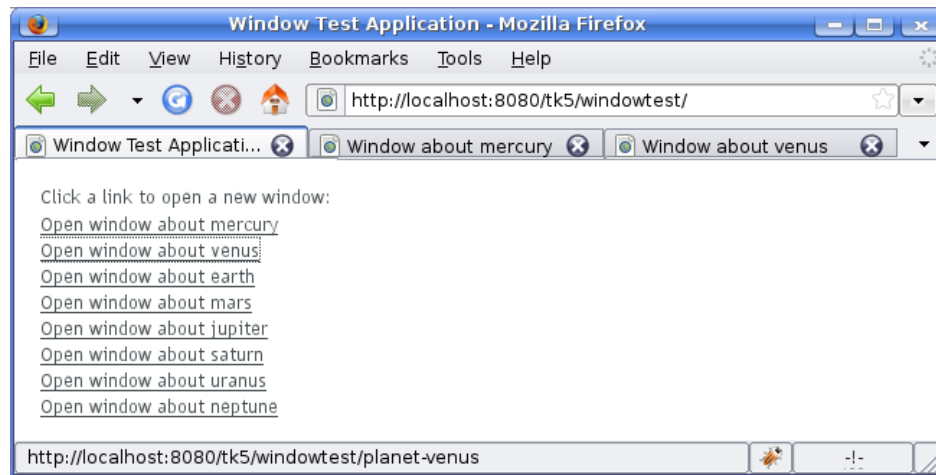 Window Test Application - Mozilla Firefox
File Edit View History Bookmarks Tools Help
http://localhost:8080/tk5/windowtest/
Window Test Applicati... Window about mercury Window about venus
Click a link to open a new window:
Open window about mercury
Open window about venus
Open window about earth
Open window about mars
Open window about jupiter
Open window about saturn
Open window about uranus
Open window about neptune
http://localhost:8080/tk5/windowtest/planet-venus -!-